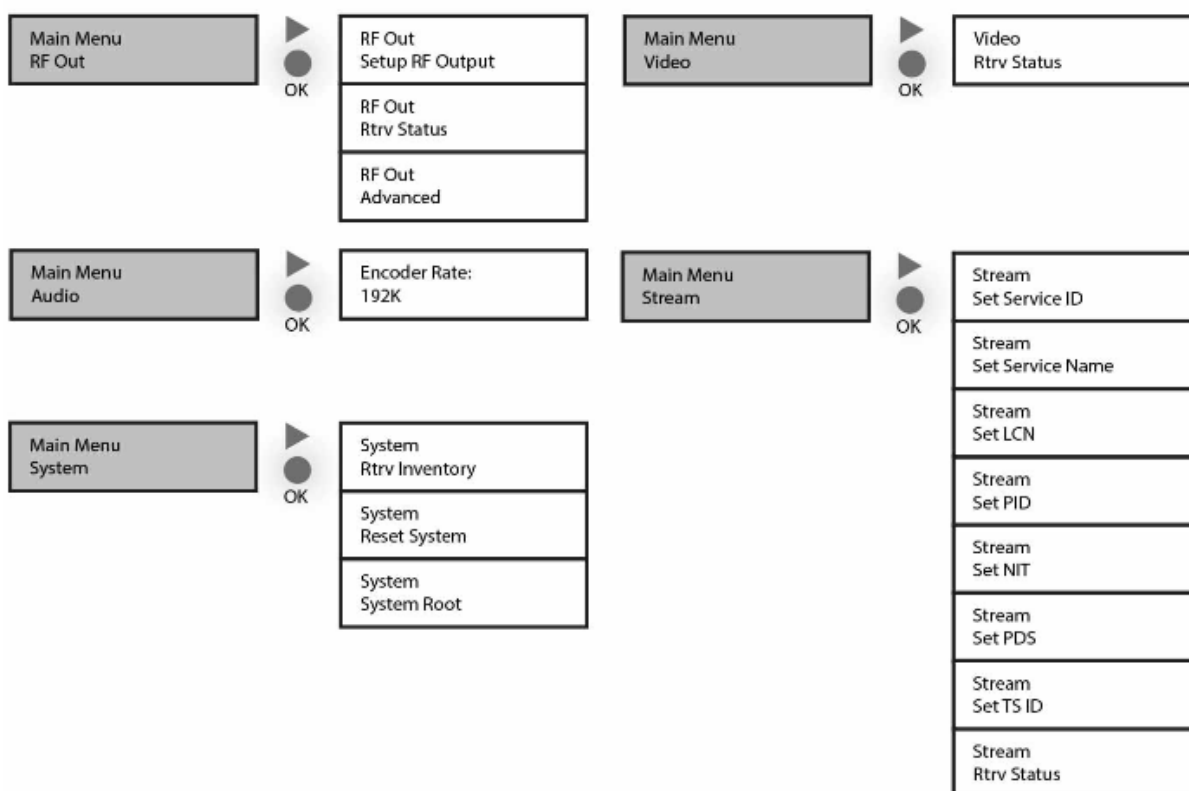 Main Menu
RF Out
OK
RF Out
Setup RF Output
RF Out
Rtrv Status
RF Out
Advanced
Main Menu
Video
OK
Video
Rtrv Status
Main Menu
Audio
OK
Encoder Rate:
192K
Main Menu
Stream
OK
Stream
Set Service ID
Stream
Set Service Name
Stream
Set LCN
Stream
Set PID
Stream
Set NIT
Stream
Set PDS
Stream
Set TS ID
Stream
Rtrv Status
Main Menu
System
OK
System
Rtrv Inventory
System
Reset System
System
System Root